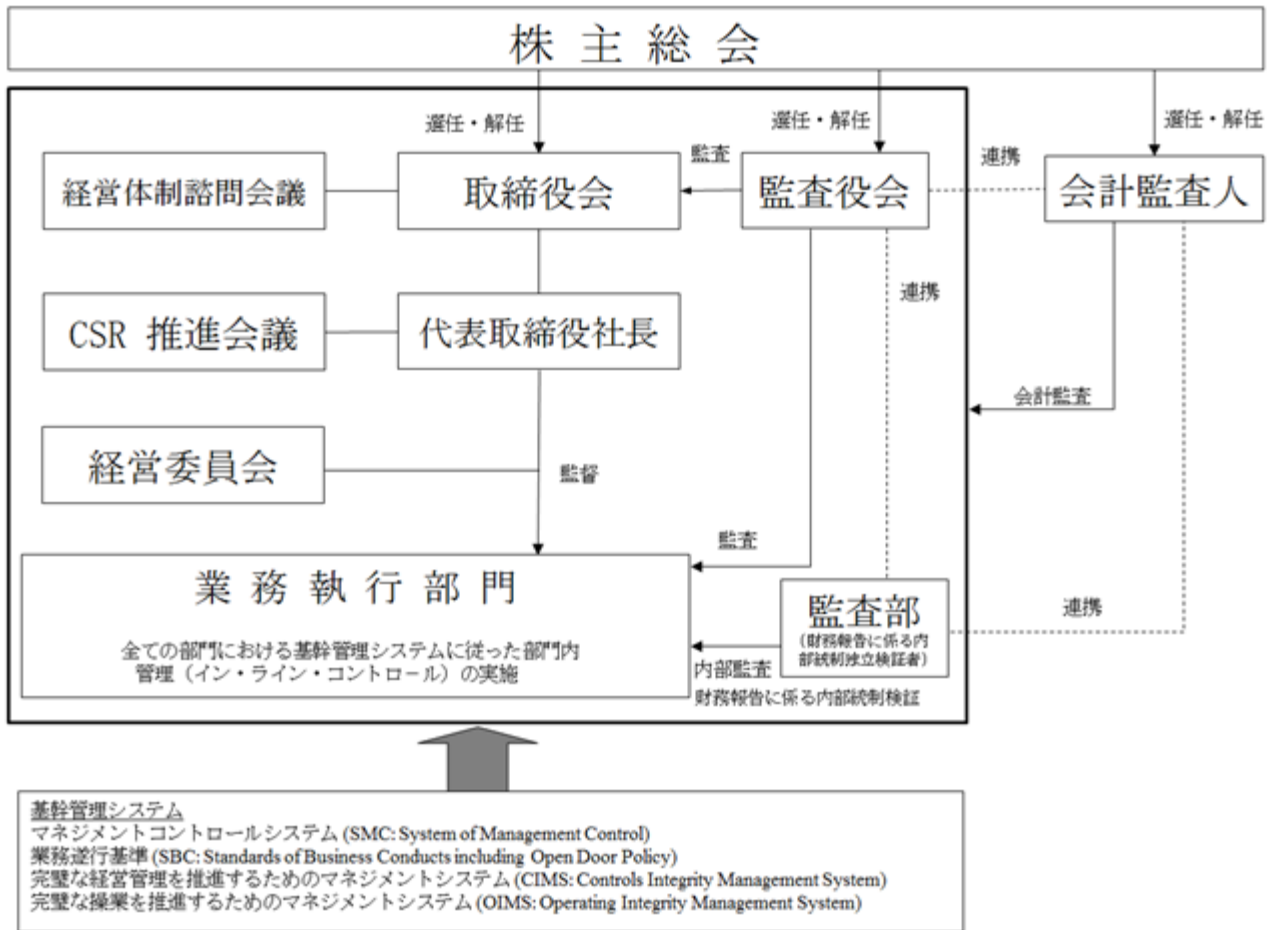 株主総会
選任・解任
選任・解任
選任・解任
経営体制諮問会議
取締役会
監査
監査役会
連携
会計監査人
連携
CSR 推進会議
代表取締役社長
会計監査
経営委員会
監督
監査
業務執行部門
全ての部門における基幹管理システムに従った部門内
管理（イン・ライン・コントロール）の実施
監査部
（財務報告に係る内
部統制独立検証者）
連携
内部監査
財務報告に係る内部統制検証
基幹管理システム
マネジメントコントロールシステム (SMC: System of Management Control)
業務遂行基準 (SBC: Standards of Business Conducts including Open Door Policy)
完璧な経営管理を推進するためのマネジメントシステム (CIMS: Controls Integrity Management System)
完璧な操業を推進するためのマネジメントシステム (OIMS: Operating Integrity Management System)